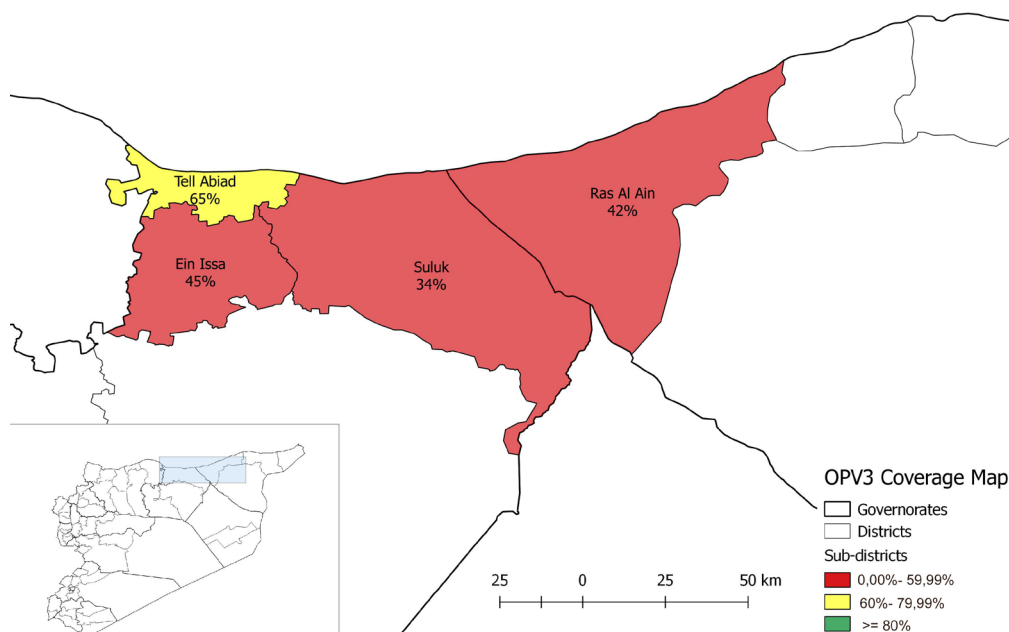 Tell Abiad
65%
Ras Al Ain
42%
Ein Issa
45%
Suluk
34%
OPV3 Coverage Map
Governorates
Districts
Sub-districts
0,00%- 59,99%
60%- 79,99%
>= 80%
25 0 25 50 km